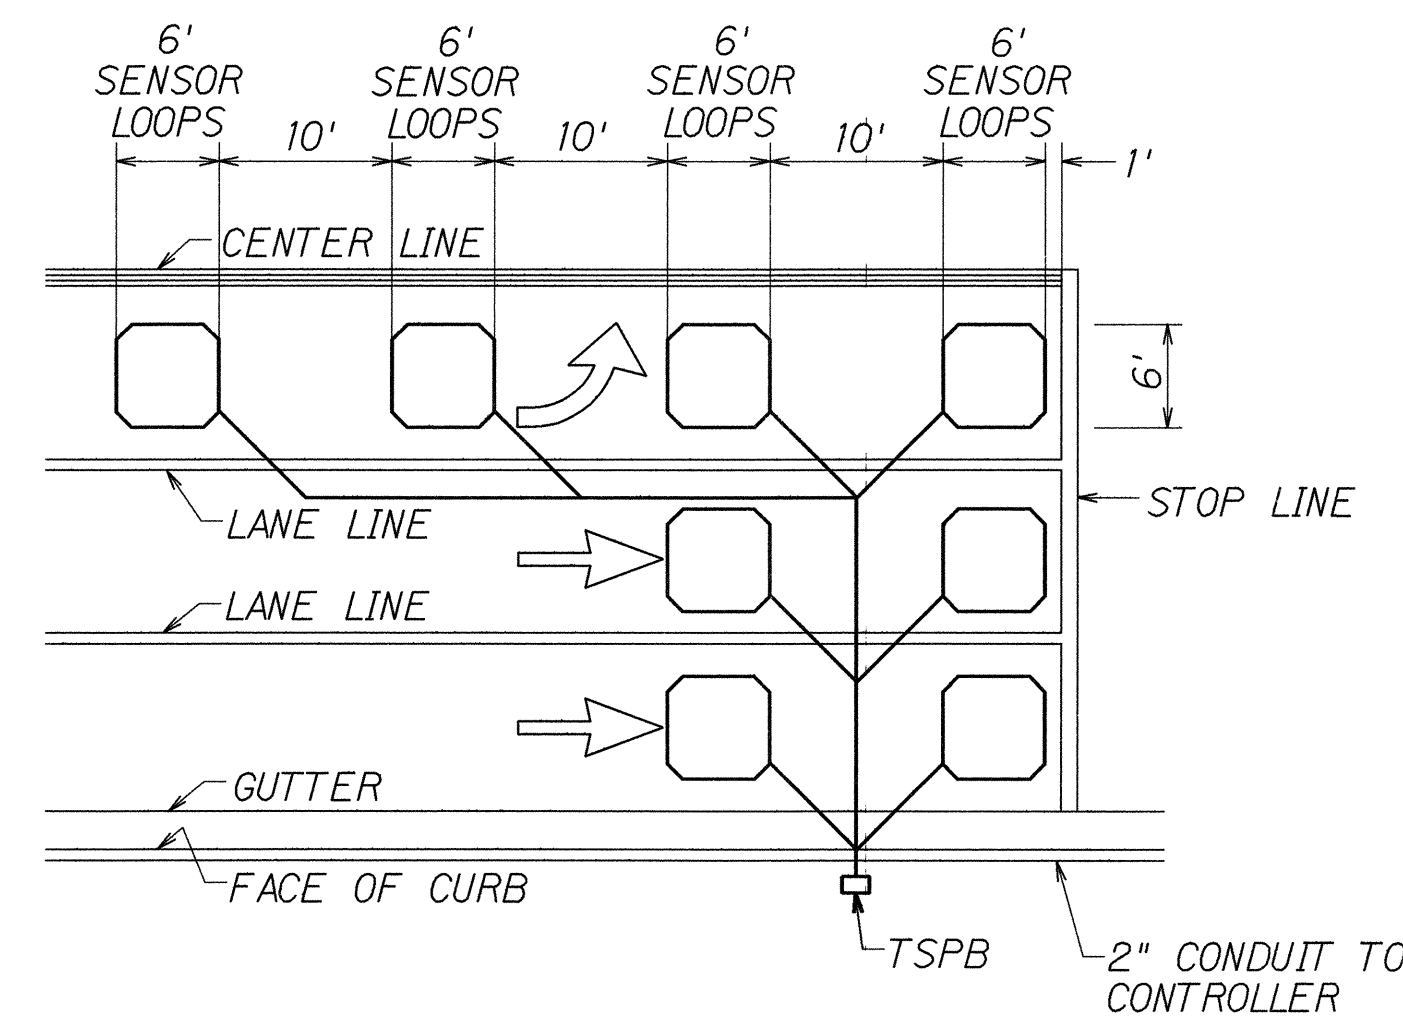 6'
SENSOR
LOOPS
6'
SENSOR
LOOPS
6'
SENSOR
LOOPS
6'
SENSOR
LOOPS
10'
10'
10'
1'
CENTER LINE
6'
LANE LINE
STOP LINE
LANE LINE
GUTTER
FACE OF CURB
TSPB
2" CONDUIT TO
CONTROLLER